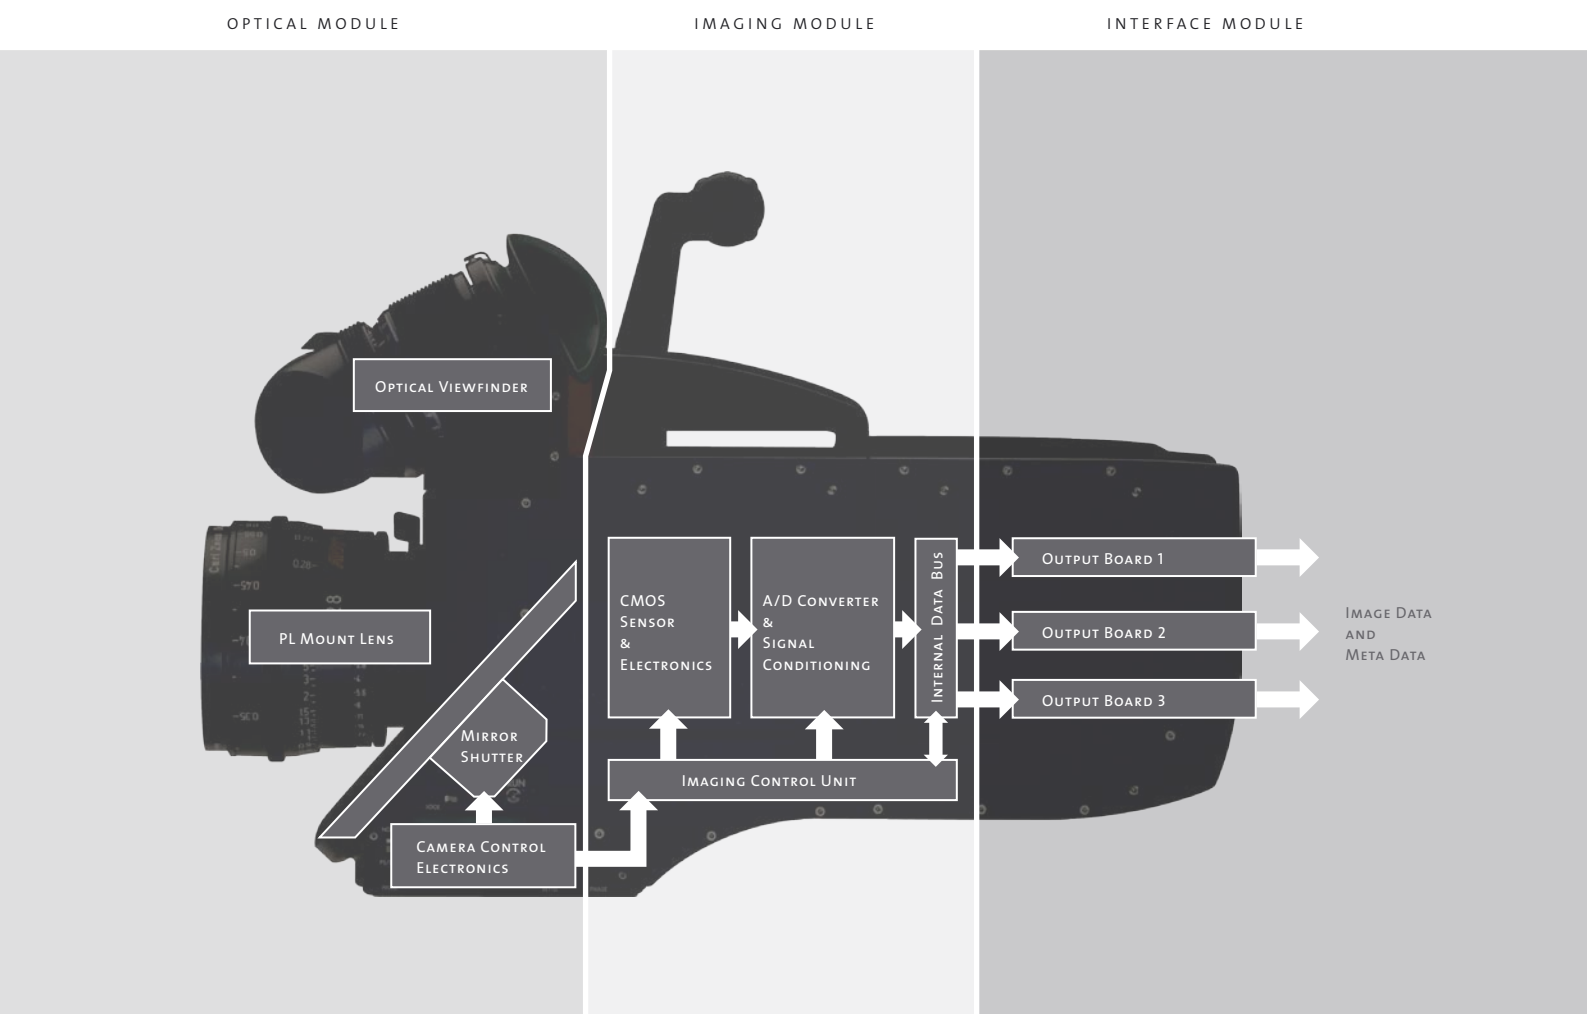 OPTICAL MODULE
IMAGING MODULE
INTERFACE MODULE
OPTICAL VIEWFINDER
PL MOUNT LENS
MIRROR
SHUTTER
CAMERA CONTROL
ELECTRONICS
CMOS
SENSOR
&
ELECTRONICS
A/D CONVERTER
&
SIGNAL
CONDITIONING
INTERNAL DATA BUS
IMAGING CONTROL UNIT
OUTPUT BOARD 1
OUTPUT BOARD 2
OUTPUT BOARD 3
IMAGE DATA
AND
META DATA